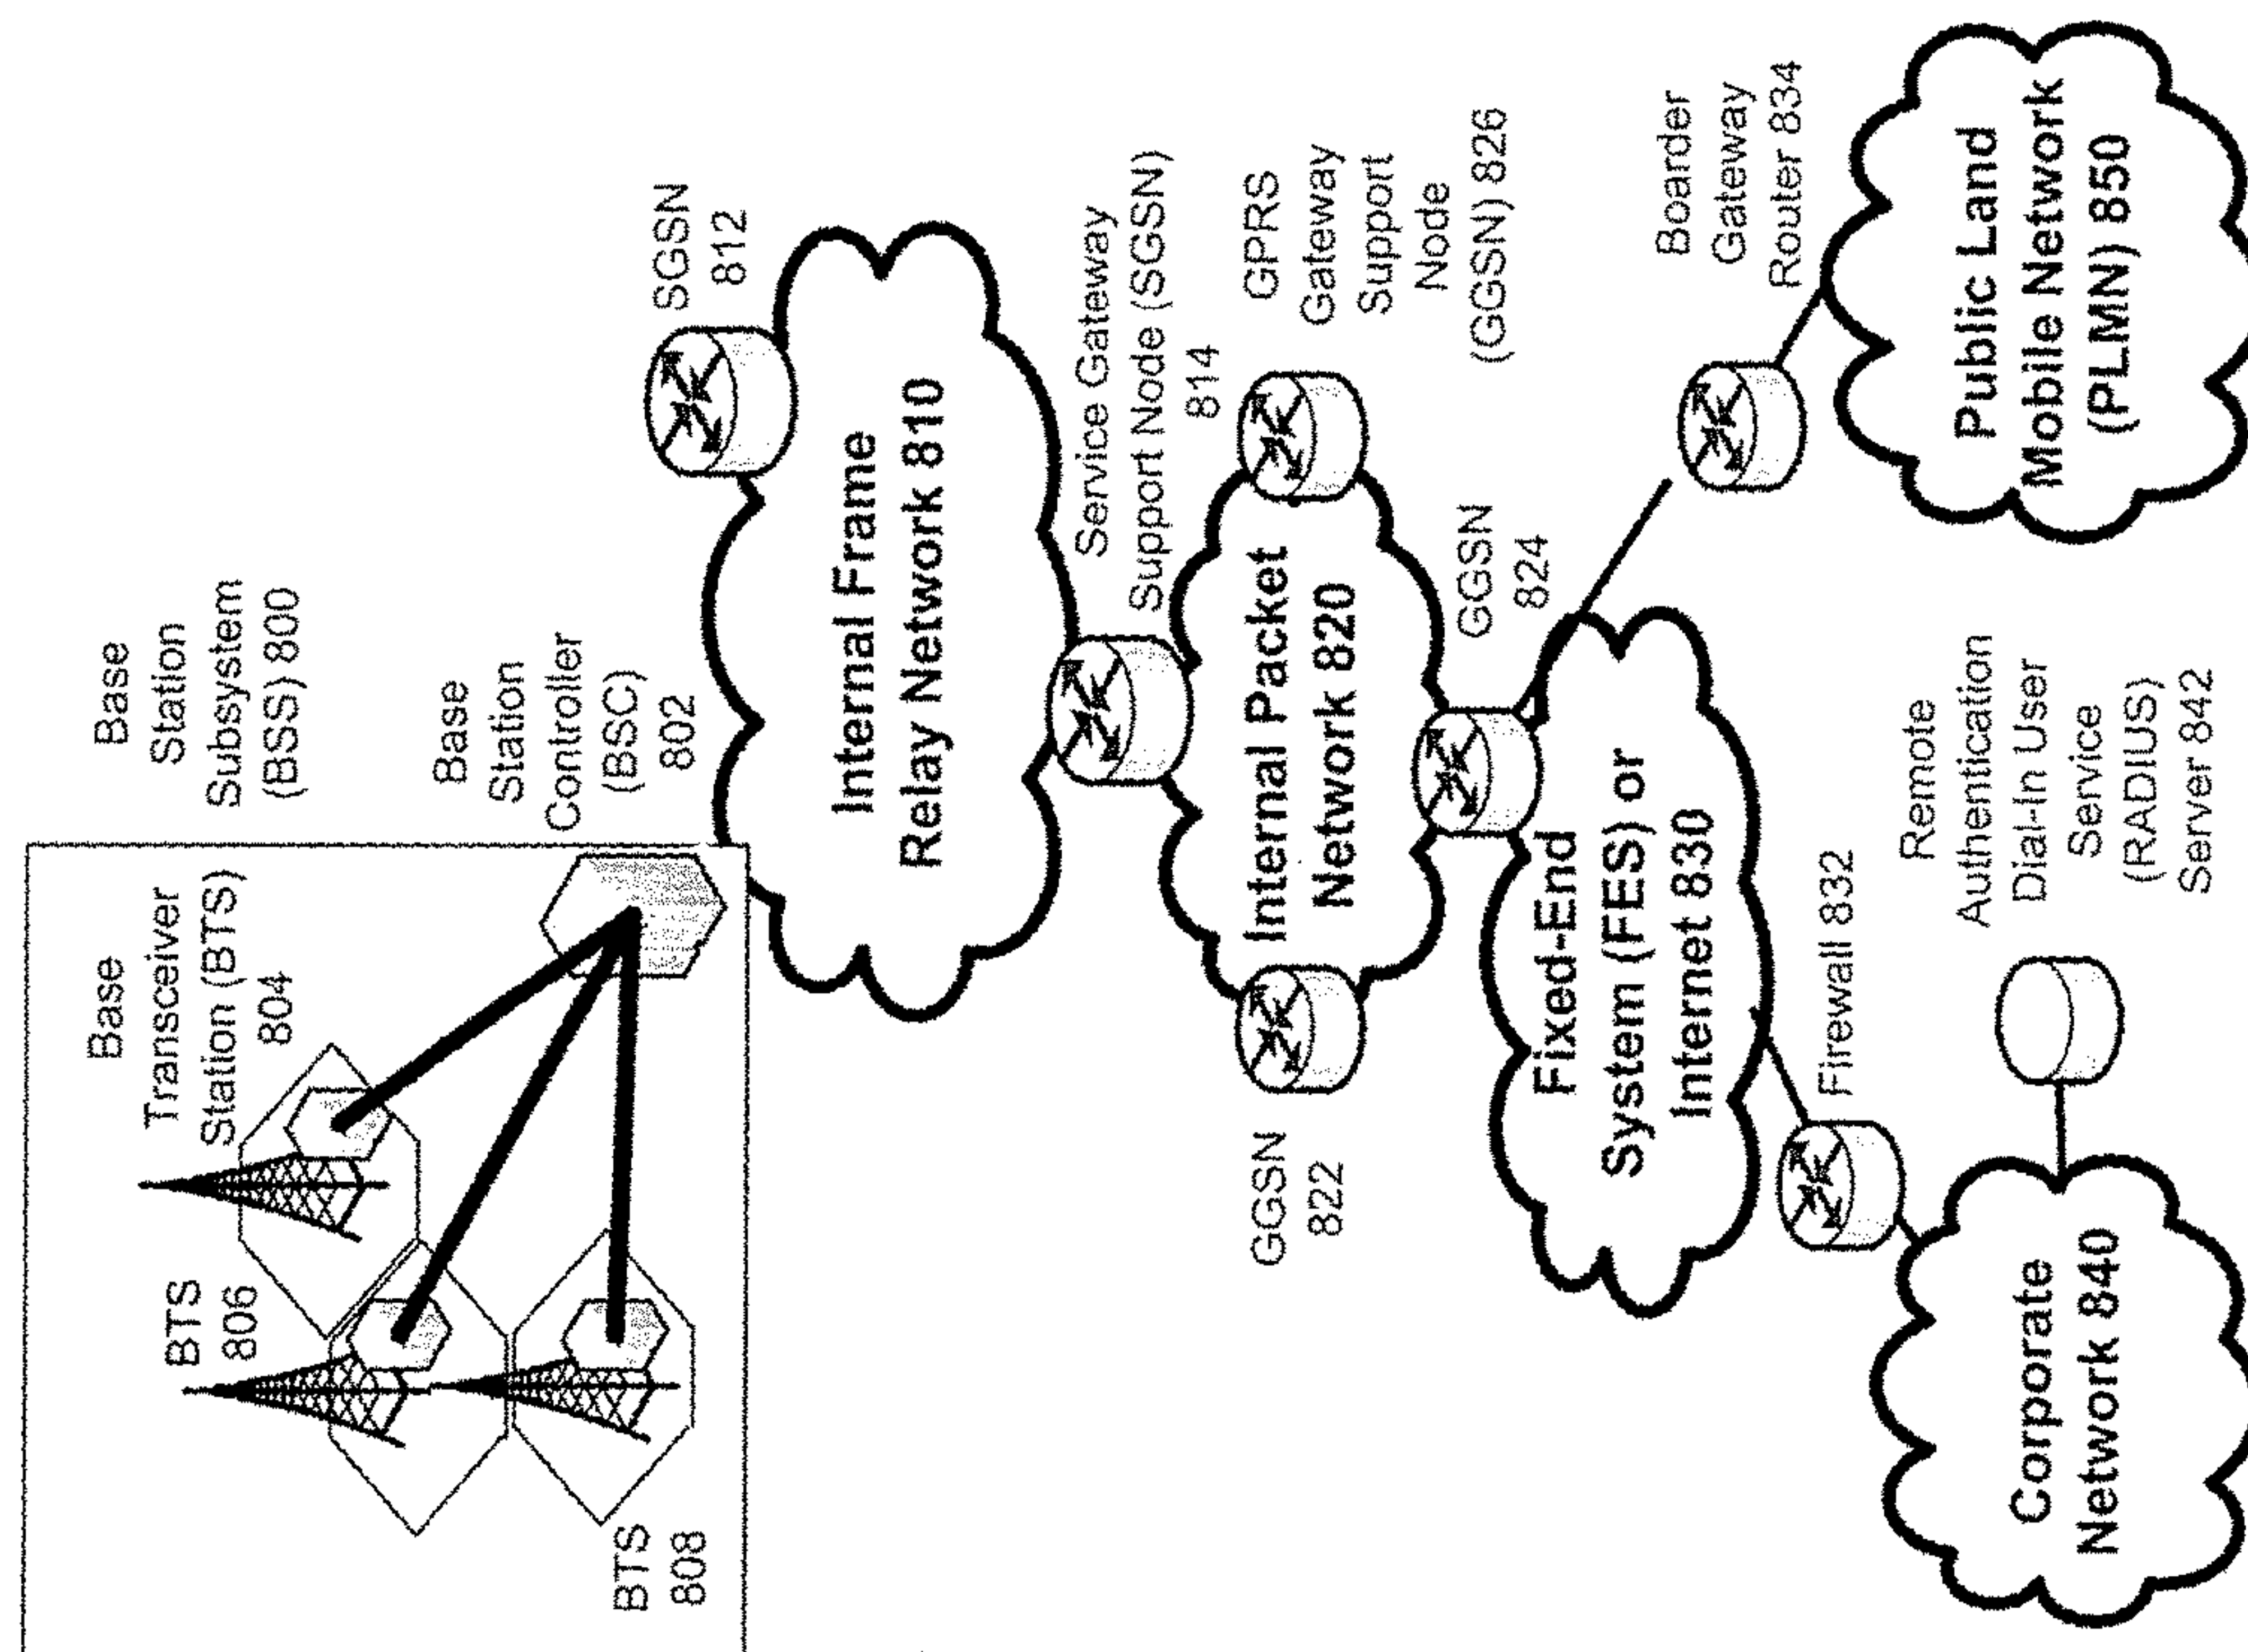 Base
Station
Subsystem
(BSS) 800
Base
Transceiver
Station (BTS)
804
BTS
806
BTS
808
Base
Station
Controller
(BSC)
802
SGSN
812
Internal Frame
Relay Network 810
Service Gateway
Support Node (SGSN)
814
GPRS
Gateway
Support
Node
(GGSN) 826
Internal Packet
Network 820
GGSN
822
GGSN
824
Fixed-End
System (FES) or
Internet 830
Boarder
Gateway
Router 834
Public Land
Mobile Network
(PLMN) 850
Firewall 832
Remote
Authentication
Dial-In User
Service
(RADIUS)
Server 842
Corporate
Network 840